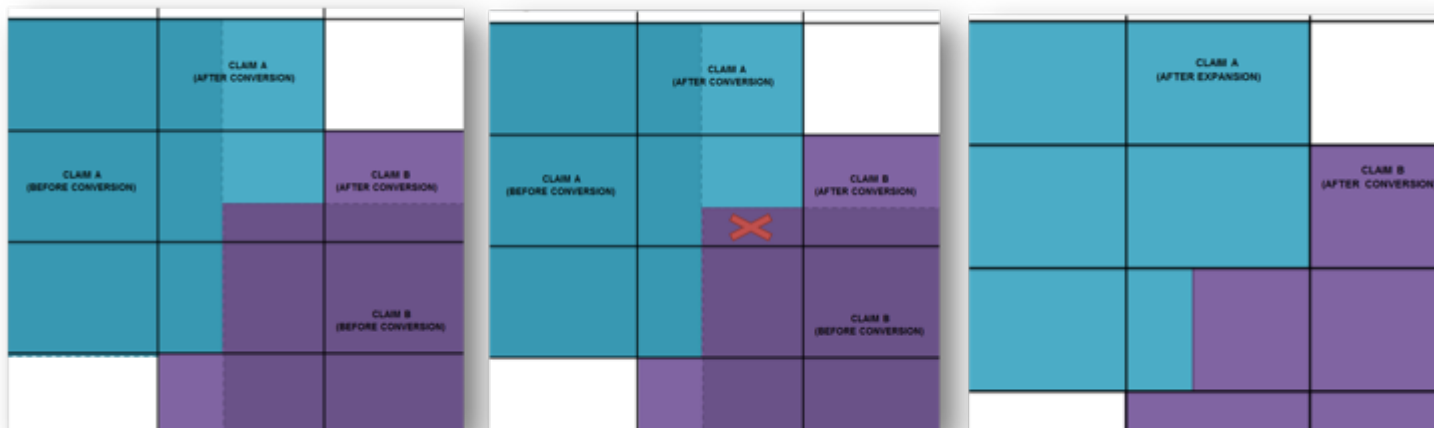 CLAIM A
(AFTER CONVERSION)
CLAIM A
(BEFORE CONVERSION)
CLAIM B
(AFTER CONVERSION)
CLAIM B
(BEFORE CONVERSION)
CLAIM A
(AFTER CONVERSION)
CLAIM A
(BEFORE CONVERSION)
CLAIM B
(AFTER CONVERSION)
CLAIM B
(BEFORE CONVERSION)
CLAIM A
(AFTER EXPANSION)
CLAIM B
(AFTER CONVERSION